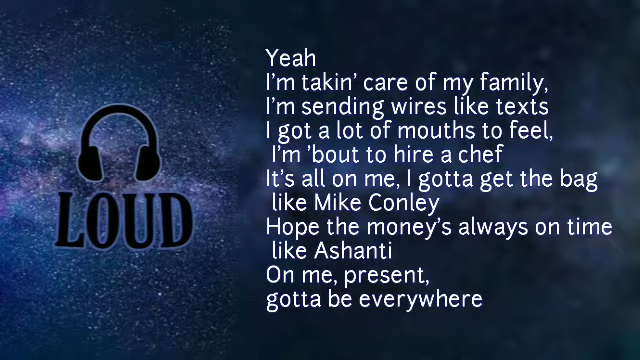 LOUD
Yeah
I'm takin' care of my family,
I'm sending wires like texts
I got a lot of mouths to feel,
I'm 'bout to hire a chef
It's all on me, I gotta get the bag
like Mike Conley
Hope the money's always on time
like Ashanti
On me, present,
gotta be everywhere